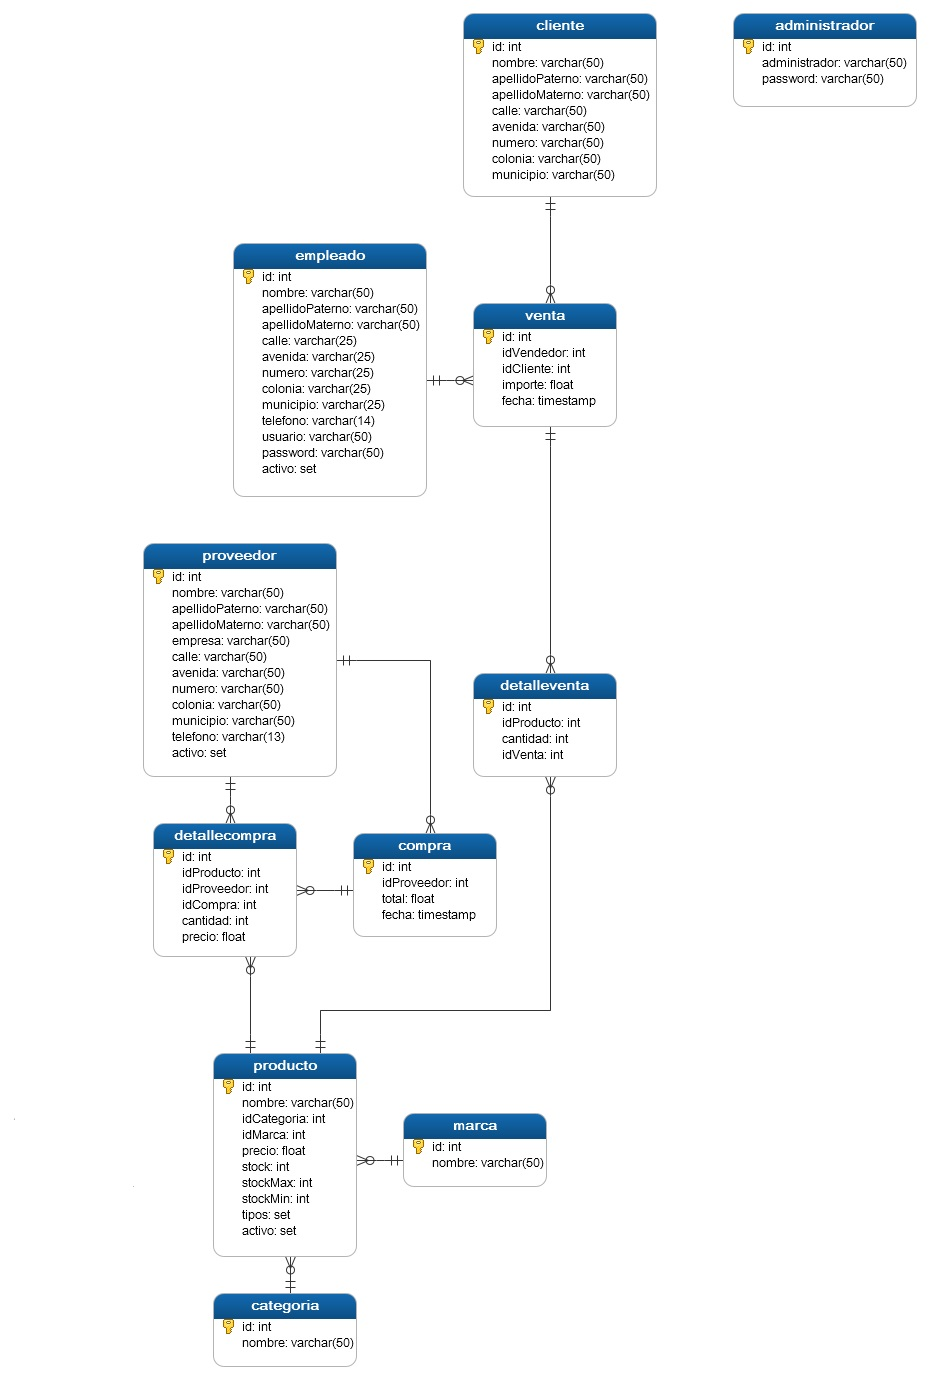 cliente
id: int
nombre: varchar(50)
apellidoPaterno: varchar(50)
apellidoMaterno: varchar(50)
calle: varchar(50)
avenida: varchar(50)
numero: varchar(50)
colonia: varchar(50)
municipio: varchar(50)
administrador
id: int
administrador: varchar(50)
password: varchar(50)
empleado
id: int
nombre: varchar(50)
apellidoPaterno: varchar(50)
apellidoMaterno: varchar(50)
calle: varchar(25)
avenida: varchar(25)
numero: varchar(25)
colonia: varchar(25)
municipio: varchar(25)
telefono: varchar(14)
usuario: varchar(50)
password: varchar(50)
activo: set
venta
id: int
idVendedor: int
idCliente: int
importe: float
fecha: timestamp
proveedor
id: int
nombre: varchar(50)
apellidoPaterno: varchar(50)
apellidoMaterno: varchar(50)
empresa: varchar(50)
calle: varchar(50)
avenida: varchar(50)
numero: varchar(50)
colonia: varchar(50)
municipio: varchar(50)
telefono: varchar(13)
activo: set
detalleventa
id: int
idProducto: int
cantidad: int
idVenta: int
detallecompra
id: int
idProducto: int
idProveedor: int
idCompra: int
cantidad: int
precio: float
compra
id: int
idProveedor: int
total: float
fecha: timestamp
producto
id: int
nombre: varchar(50)
idCategoria: int
idMarca: int
precio: float
stock: int
stockMax: int
stockMin: int
tipos: set
activo: set
marca
id: int
nombre: varchar(50)
categoria
id: int
nombre: varchar(50)